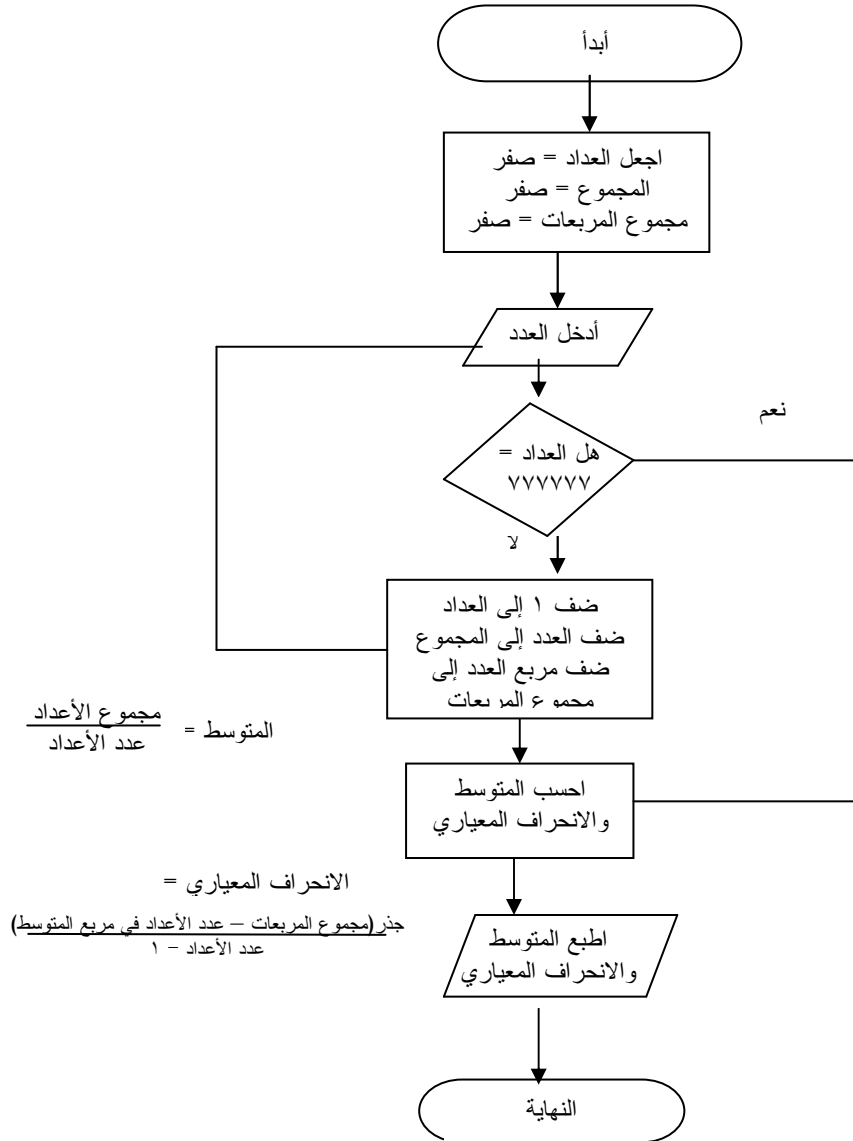 أبدأ
اجعل العداد = صفر
المجموع = صفر
مجموع المربعات = صفر
أدخل العدد
نعم
هل العداد =
٧٧٧٧٧٧
لا
ضف ١ إلى العداد
ضف العدد إلى المجموع
ضف مربع العدد إلى
مجموع المربعات
المتوسط = مجموع الأعداد
عدد الأعداد
احسب المتوسط
والانحراف المعياري
الانحراف المعياري =
جذر(مجموع المربعات – عدد الأعداد في مربع المتوسط)
عدد الأعداد – ١
اطبع المتوسط
والانحراف المعياري
النهاية